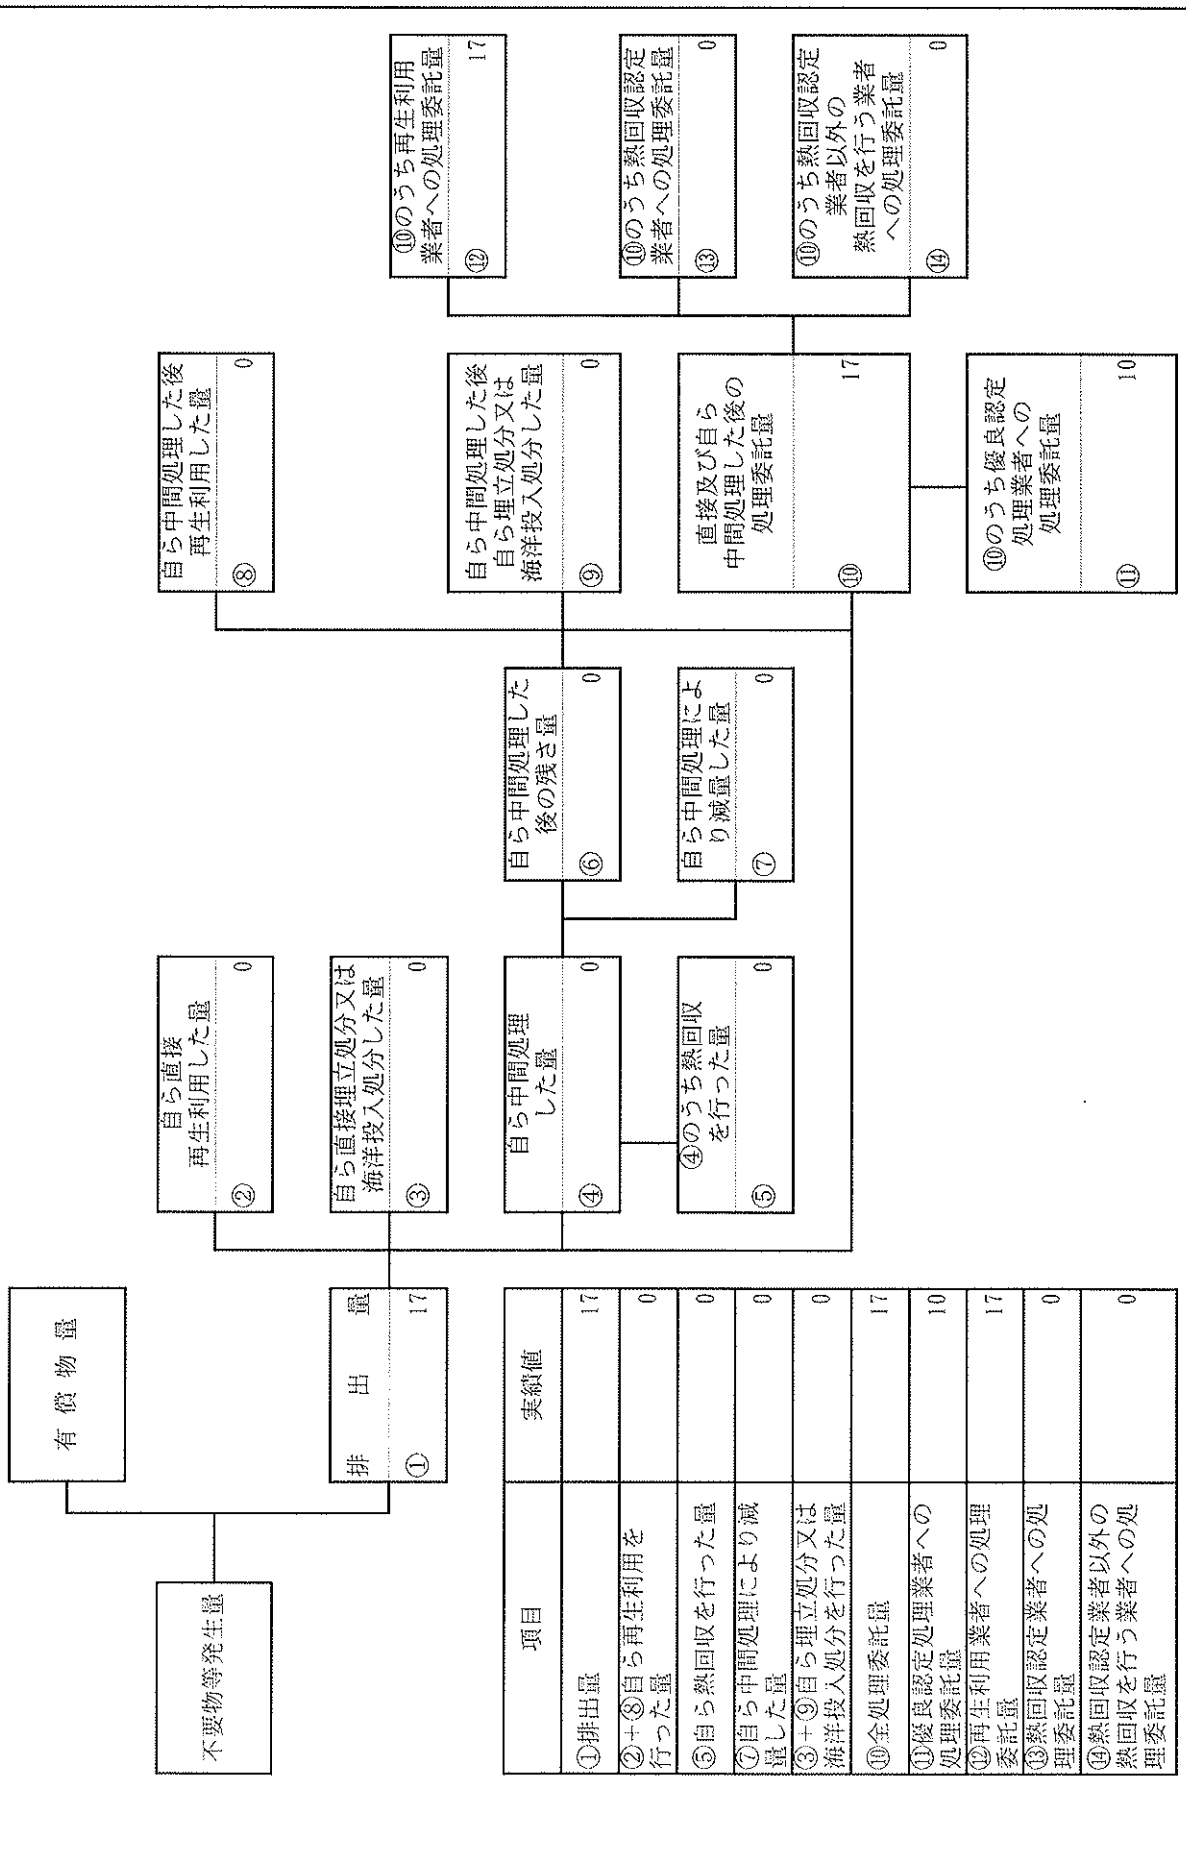 不要物等発生量
有償物量
排出量
① 17
自ら直接
再生利用した量
② 0
自ら直接埋立処分又は
海洋投入処分した量
③ 0
自ら中間処理
した量
④ 0
④のうち熱回収
を行った量
⑤ 0
自ら中間処理した
後の残さ量
⑥ 0
自ら中間処理によ
り減量した量
⑦ 0
自ら中間処理した後
再生利用した量
⑧ 0
自ら中間処理した後
自ら埋立処分又は
海洋投入処分した量
⑨ 0
直接及び自ら
中間処理した後の
処理委託量
⑩ 17
⑩のうち優良認定
処理業者への
処理委託量
⑪ 10
⑩のうち再生利用
業者への処理委託量
⑫ 17
⑩のうち熱回収認定
業者への処理委託量
⑬ 0
⑩のうち熱回収認定
業者以外の
熱回収を行う業者
への処理委託量
⑭ 0
項目 実績値
①排出量 17
②+⑧自ら再生利用を
行った量 0
⑤自ら熱回収を行った量 0
⑦自ら中間処理により減
量した量 0
③+⑨自ら埋立処分又は
海洋投入処分を行った量 0
⑩全処理委託量 17
⑪優良認定処理業者への
処理委託量 10
⑫再生利用業者への処理
委託量 17
⑬熱回収認定業者への処
理委託量 0
⑭熱回収認定業者以外の
熱回収を行う業者への処
理委託量 0